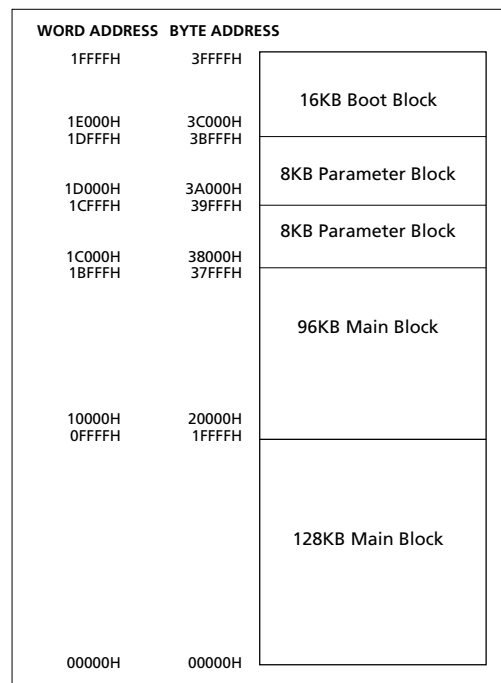 WORD ADDRESS BYTE ADDRESS
1FFFFH 3FFFFH
16KB Boot Block
1E000H 3C000H
1DFFFH 3BFFFH
8KB Parameter Block
1D000H 3A000H
1CFFFH 39FFFH
8KB Parameter Block
1C000H 38000H
1BFFFH 37FFFH
96KB Main Block
10000H 20000H
0FFFFH 1FFFFH
128KB Main Block
00000H 00000H